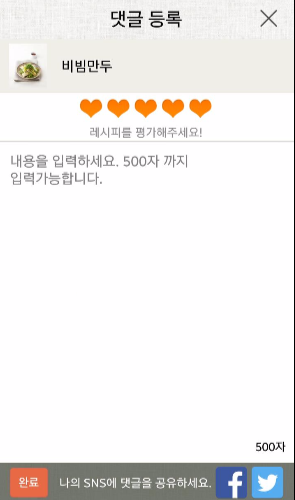 댓글 등록
비빔만두
레시피를 평가해주세요!
내용을 입력하세요. 500자 까지
입력가능합니다.
500자
완료 나의 SNS에 댓글을 공유하세요.